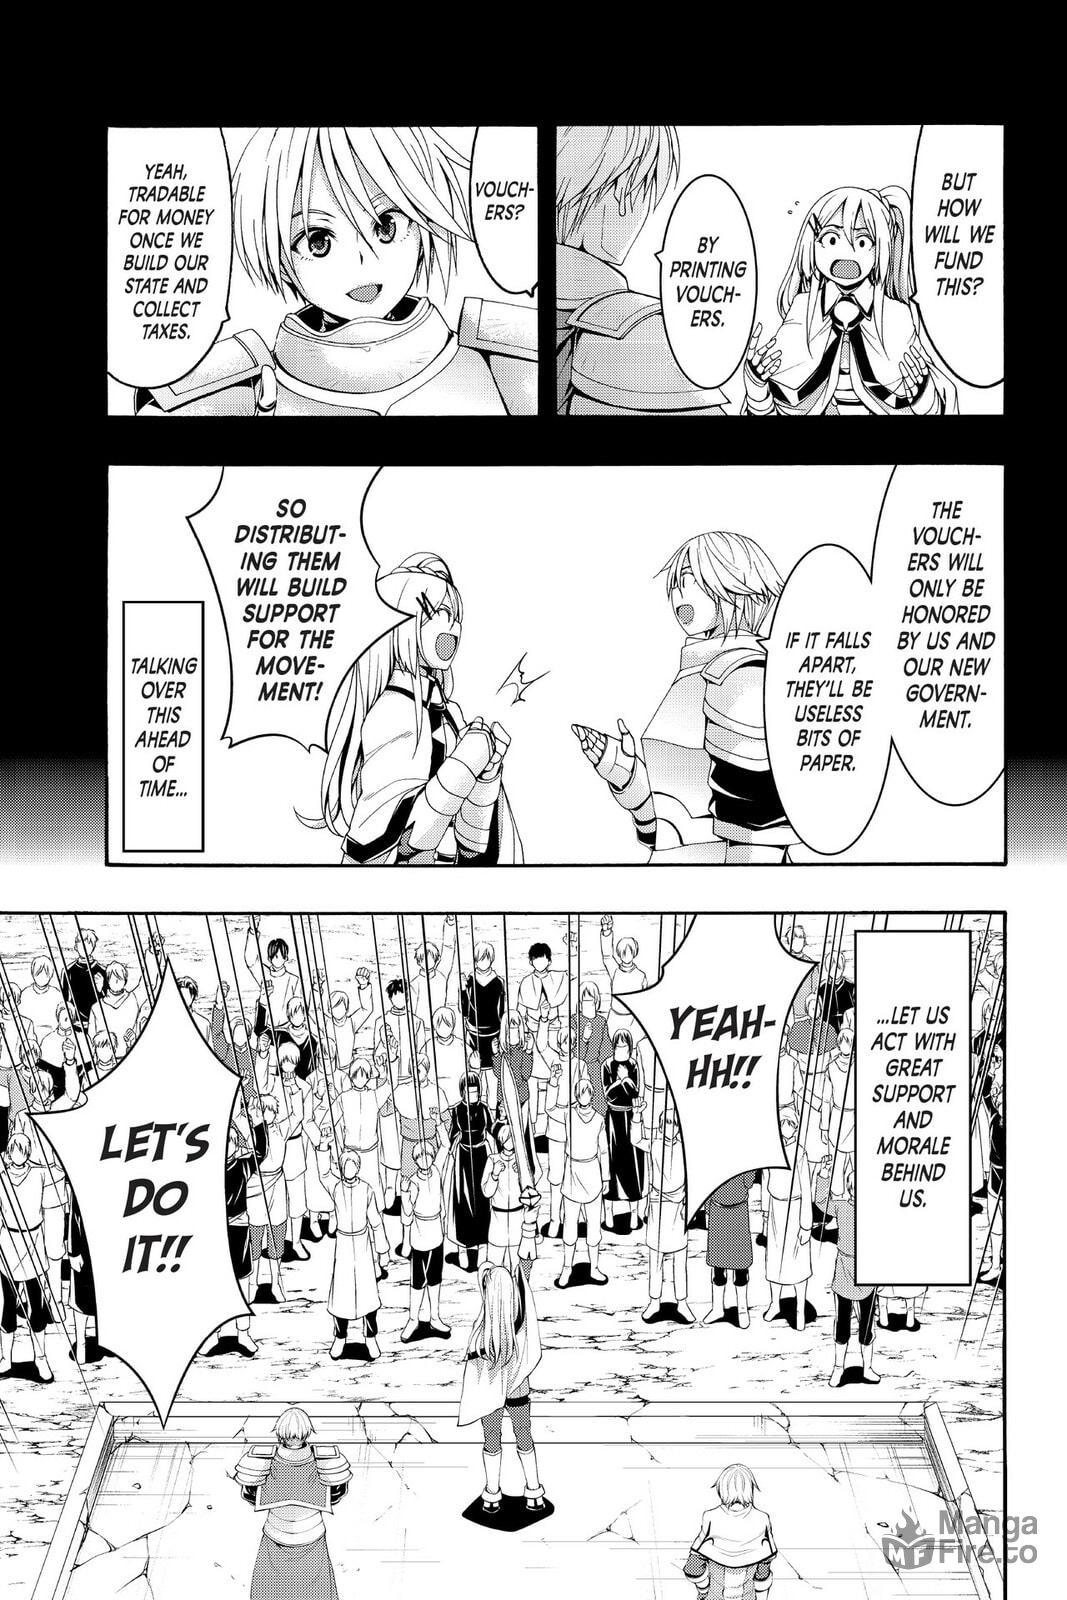 BUT
HOW
WILL WE
FUND
THIS?
BY
PRINTING
VOUCH-
ERS.
VOUCH-
ERS?
YEAH,
TRADABLE
FOR MONEY
ONCE WE
BUILD OUR
STATE AND
COLLECT
TAXES.
THE
VOUCH-
ERS WILL
ONLY BE
HONORED
BY US AND
OUR NEW
GOVERN-
MENT.
IF IT FALLS
APART,
THEY'LL BE
USELESS
BITS OF
PAPER.
SO
DISTRIBUT-
ING THEM
WILL BUILD
SUPPORT
FOR THE
MOVE-
MENT!
TALKING
OVER
THIS
AHEAD
OF
TIME...
...LET US
ACT WITH
GREAT
SUPPORT
AND
MORALE
BEHIND
US.
YEAH-
HH!!
LET'S
DO
IT!!
Manga
MF Fire.co